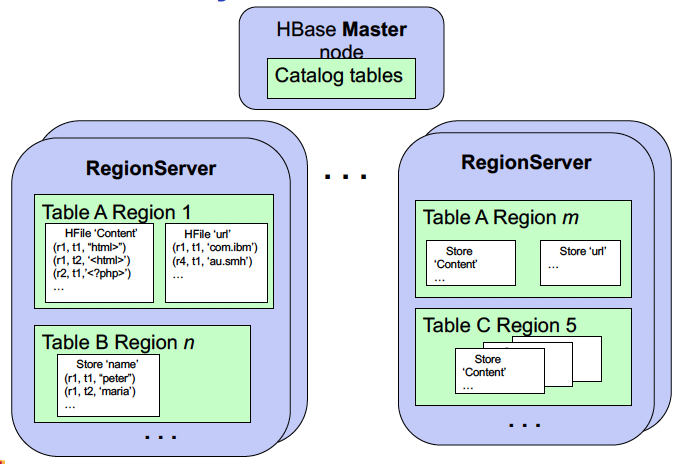 HBase Master
node
Catalog tables
. . .
RegionServer
Table A Region 1
HFile ‘Content’
(r1, t1, “html>”)
(r1, t2, ‘<html>’)
(r2, t1,’<?php>’)
…
HFile ‘url’
(r1, t1, ‘com.ibm’)
(r4, t1, ‘au.smh’)
…
Table B Region n
Store ‘name’
(r1, t1, “peter”)
(r1, t2, ‘maria’)
…
. . .
RegionServer
Table A Region m
Store
‘Content’
…
Store ‘url’
…
Table C Region 5
Store
‘Content’
…
. . .